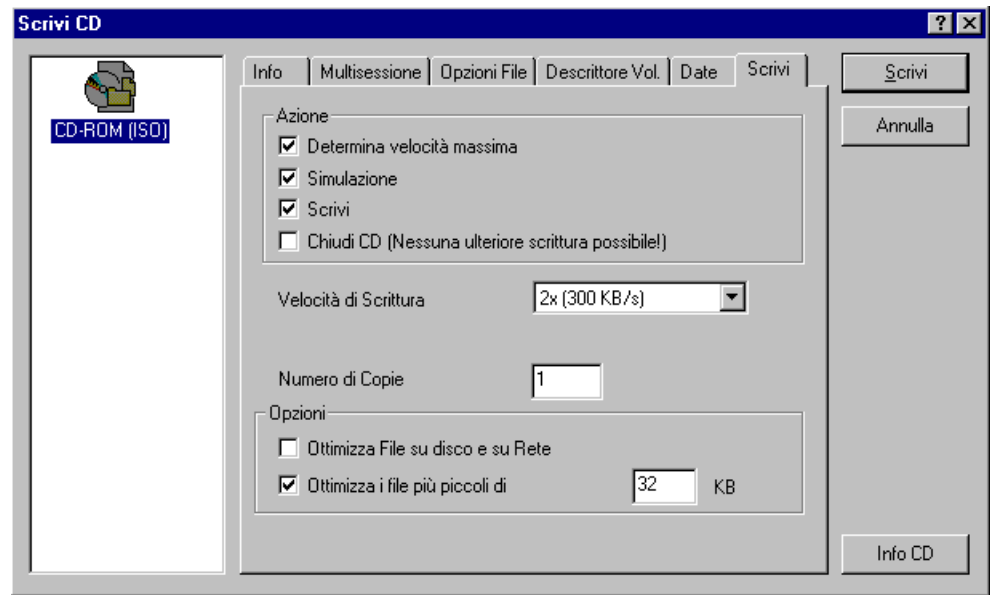 Scrivi CD
CD-ROM (ISO)
Info Multisessione Opzioni File Descrittore Vol. Date Scrivi
Azione
Determina velocità massima
Simulazione
Scrivi
Chiudi CD (Nessuna ulteriore scrittura possibile!)
Velocità di Scrittura 2x (300 KB/s)
Numero di Copie 1
Opzioni
Ottimizza File su disco e su Rete
Ottimizza i file più piccoli di 32 KB
Scrivi
Annulla
Info CD